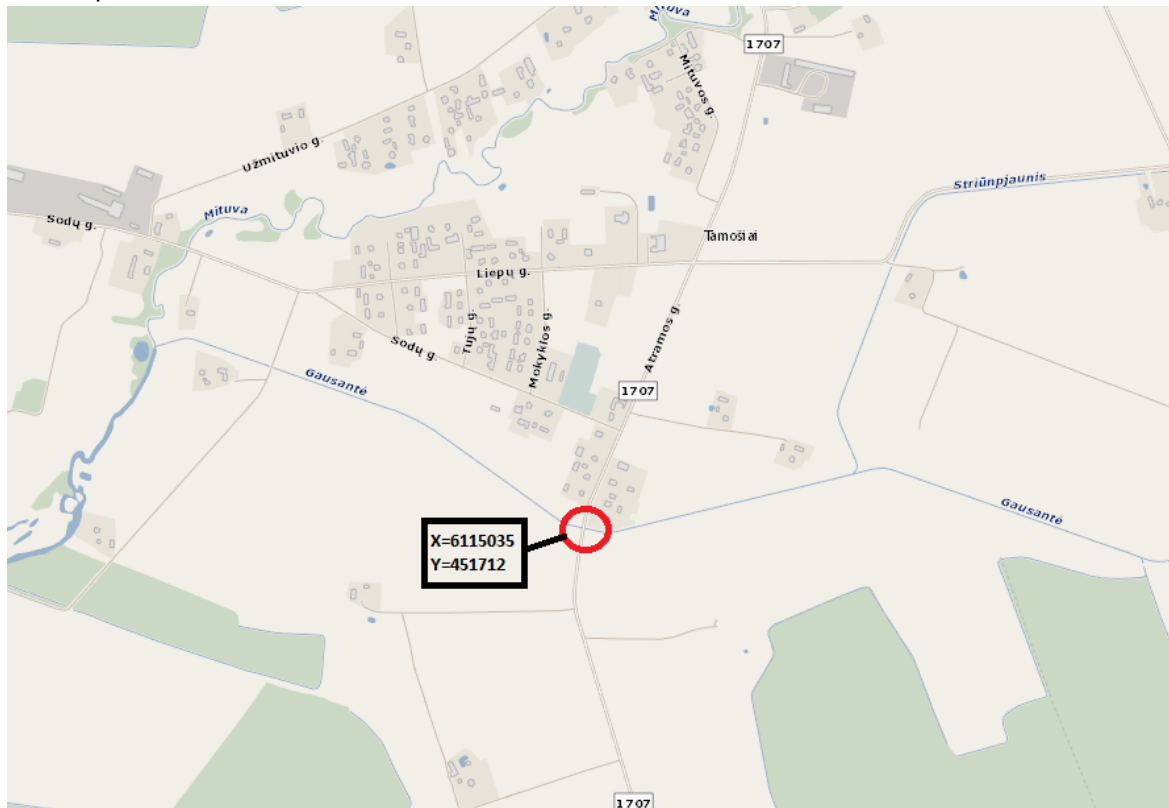 Mituva
1707
Mituvos g.
Užmituvio g.
Striūnpjaunis
Mituva
Sodų g.
Tamošiai
Liepų g.
Atramos g.
Tujų g.
Mokyklos g.
Sodų g.
Gausantė
1707
Gausantė
X=6115035
Y=451712
1707